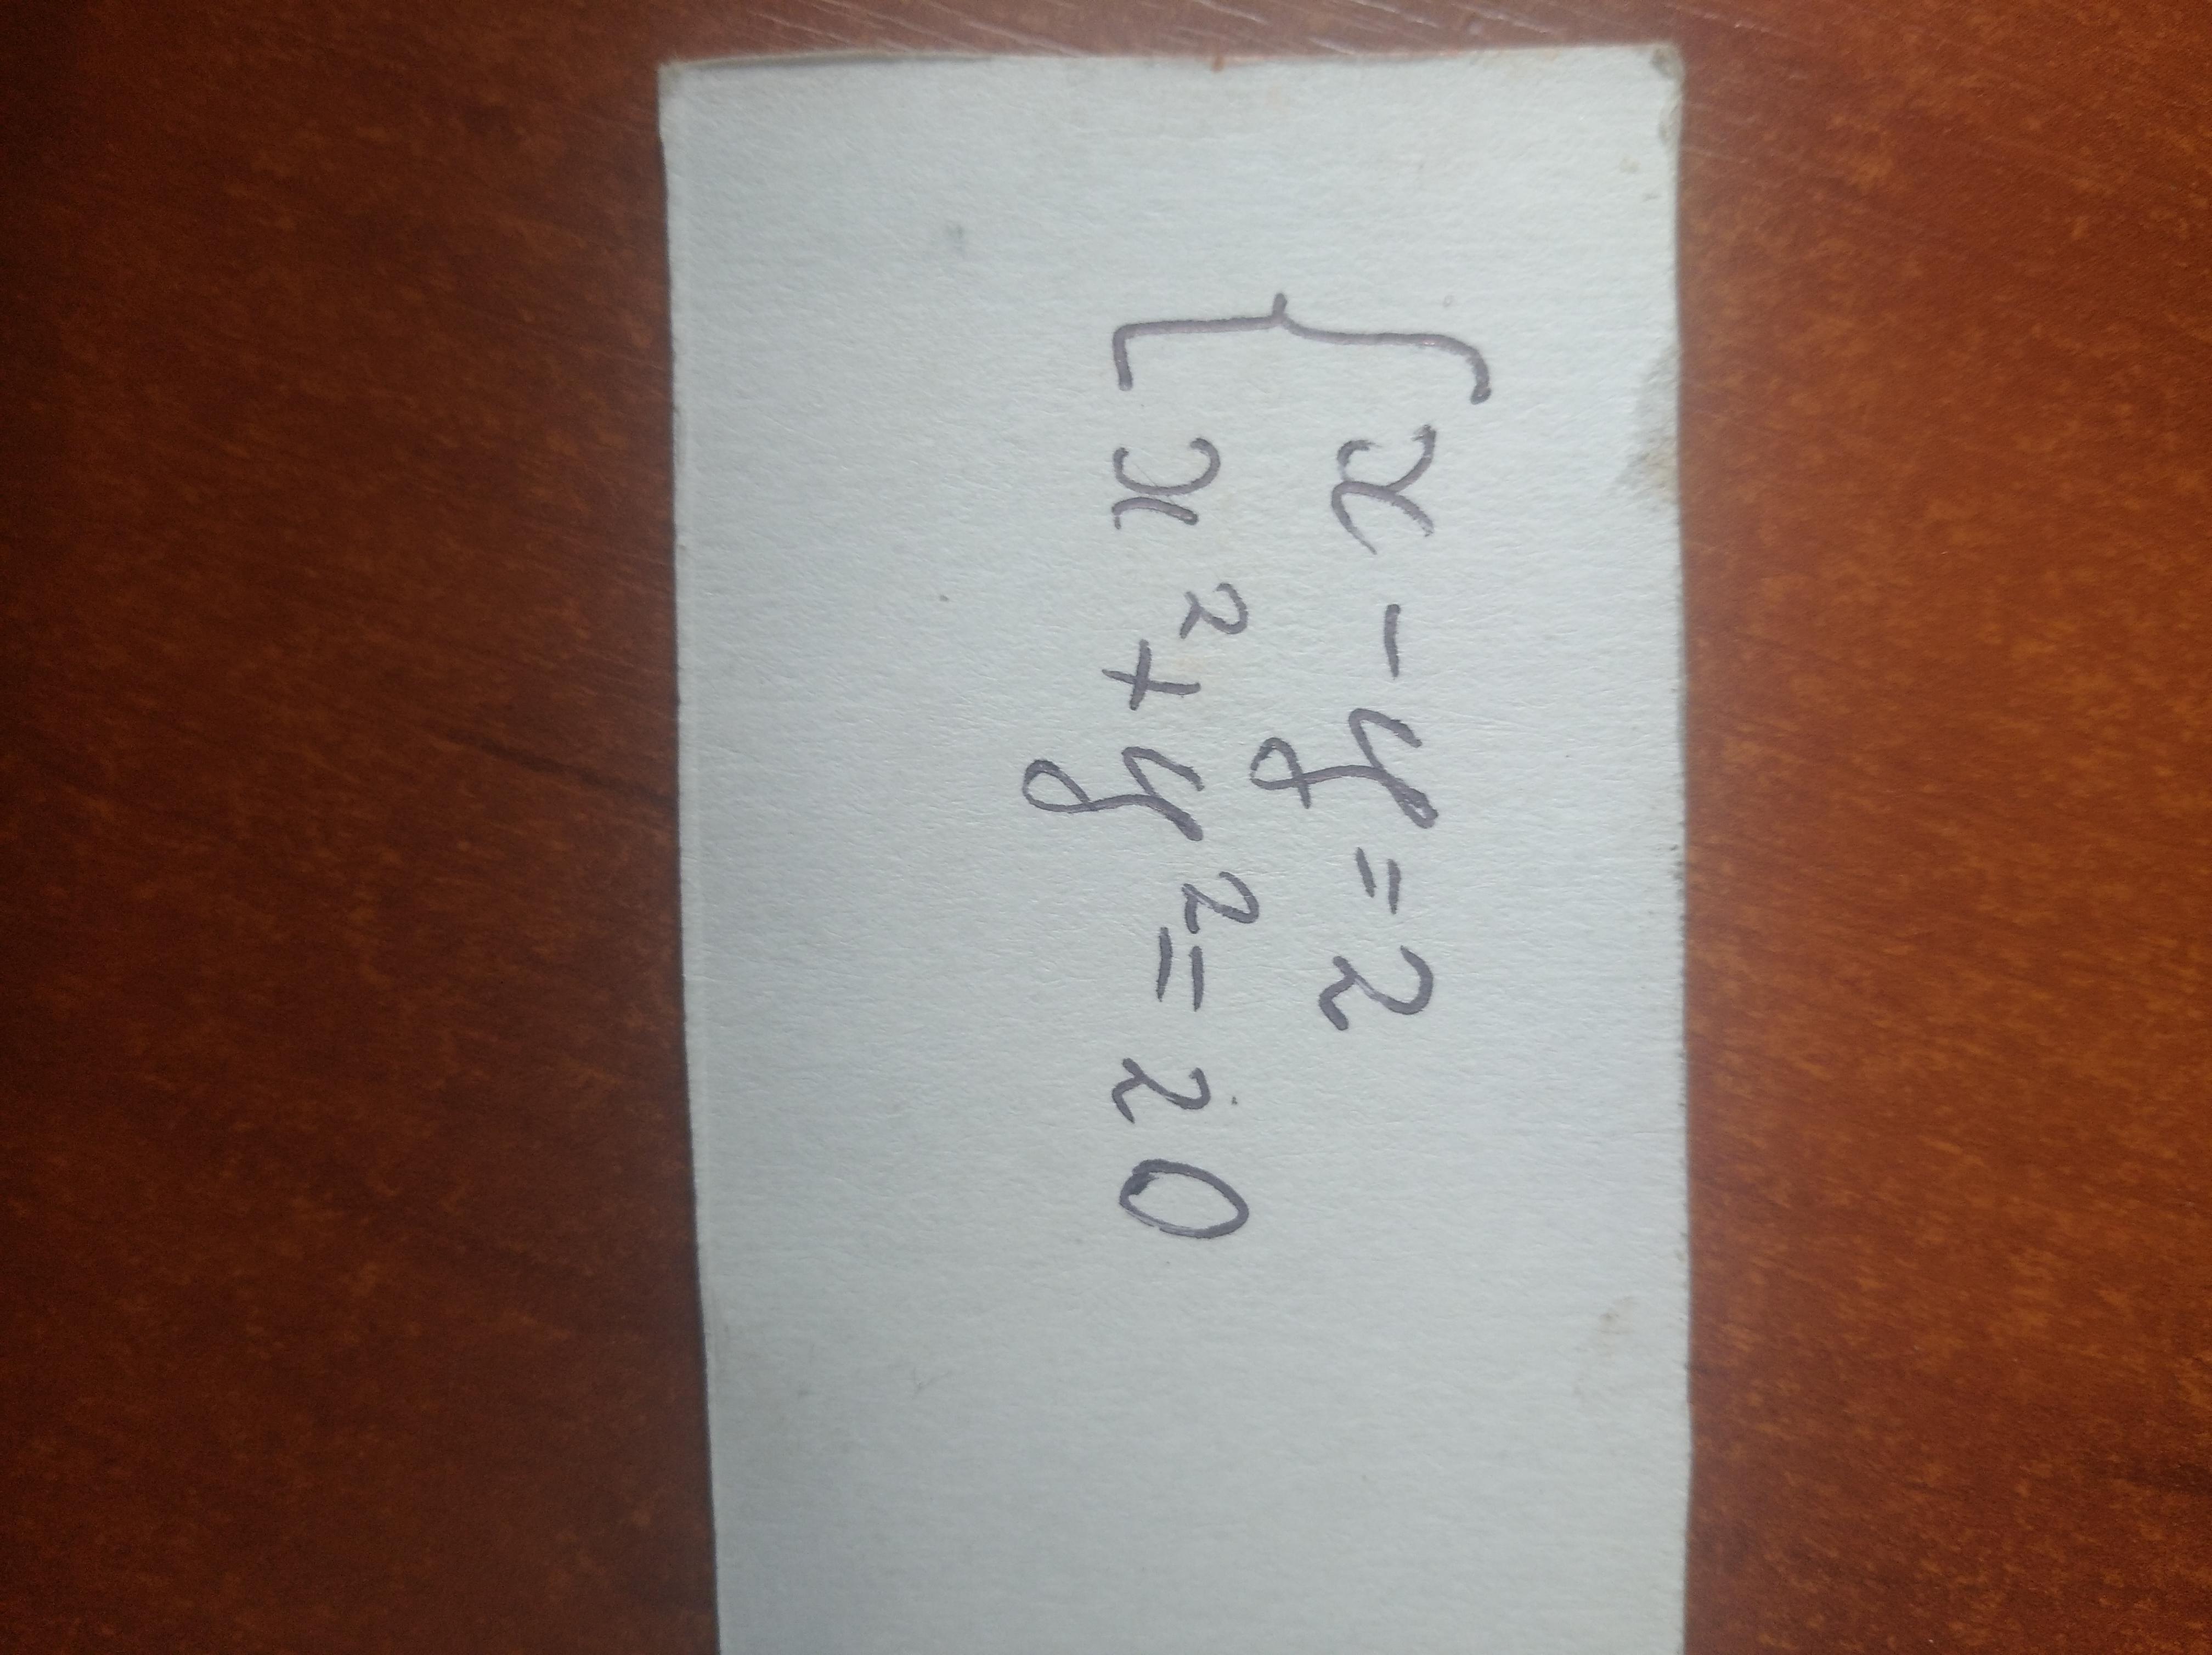 x - y = 2
x² + y² = 20